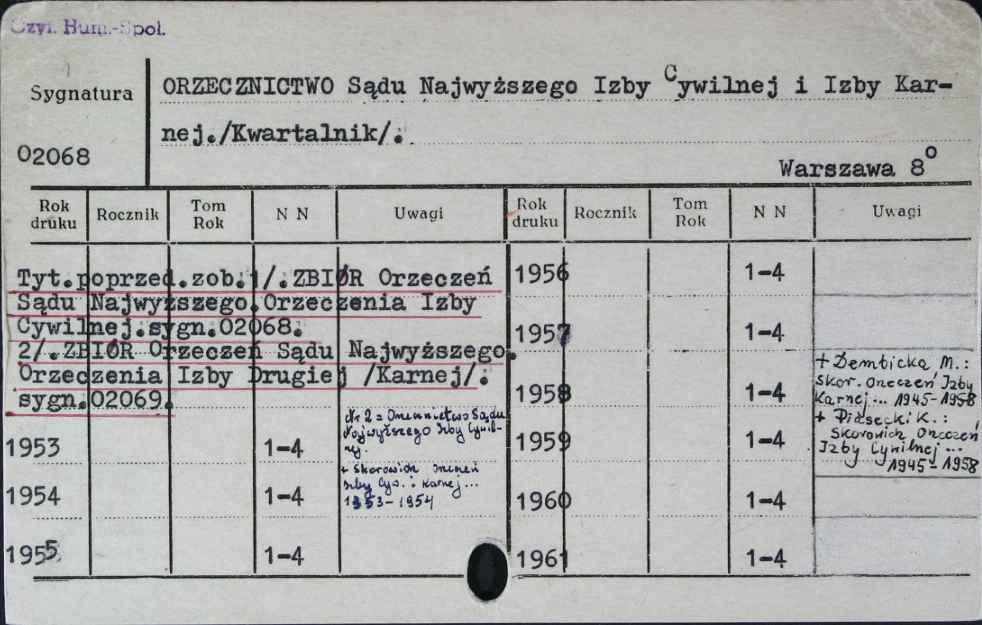 Czyt. Hum.-Społ.
Sygnatura
02068
ORZECZNICTWO Sądu Najwyższego Izby Cywilnej i Izby Kar-
nej./Kwartalnik/.
Warszawa 8°
Rok druku Rocznik Tom Rok N N Uwagi Rok druku Rocznik Tom Rok N N Uwagi
Tyt.poprzed.zob.1/.ZBIÓR Orzeczeń
Sądu Najwyższego.Orzeczenia Izby
Cywilnej.sygn.02068.
2/.ZBIÓR Orzeczeń Sądu Najwyższego.
Orzeczenia Izby Drugiej /Karnej/.
sygn.02069.
1953 1-4
Nr 2 = Orzecznictwo Sądu
Najwyższego Izby Cywil-
nej.
+ Skorowidz orzeczeń
Izby Cyw. i Karnej...
1953-1954
1954 1-4
1955 1-4
1956 1-4
1957 1-4
1958 1-4
+ Dembicka, M.:
Skor. Orzeczeń Izby
Karnej... 1945-1958
+ Piasecki K.:
Skorowidz Orzeczeń
Izby Cywilnej...
1945-1958
1959 1-4
1960 1-4
1961 1-4